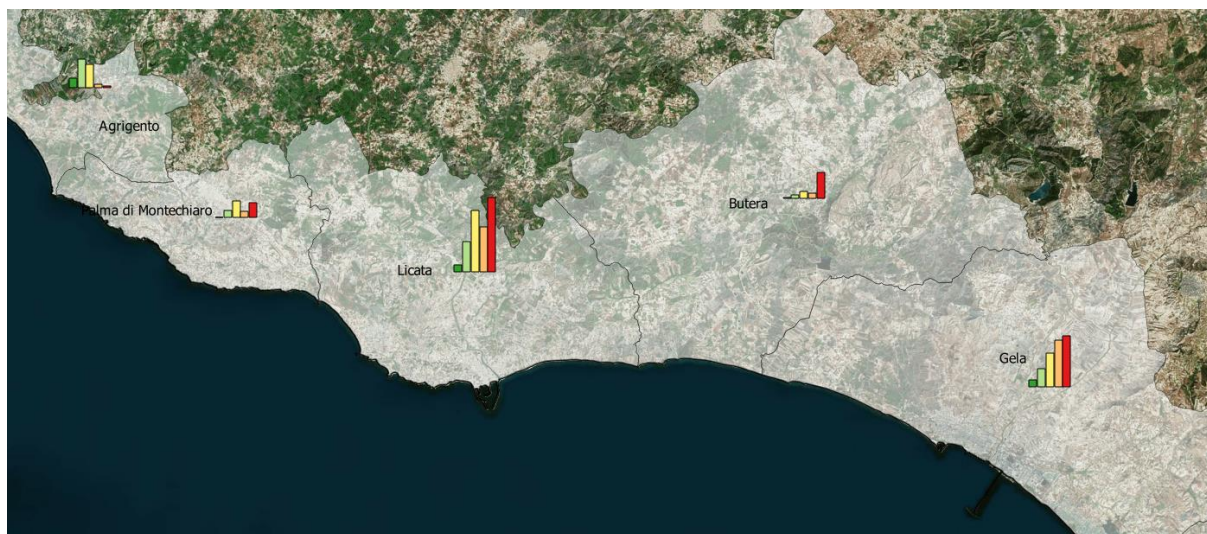 Agrigento
Palma di Montechiaro
Butera
Licata
Gela